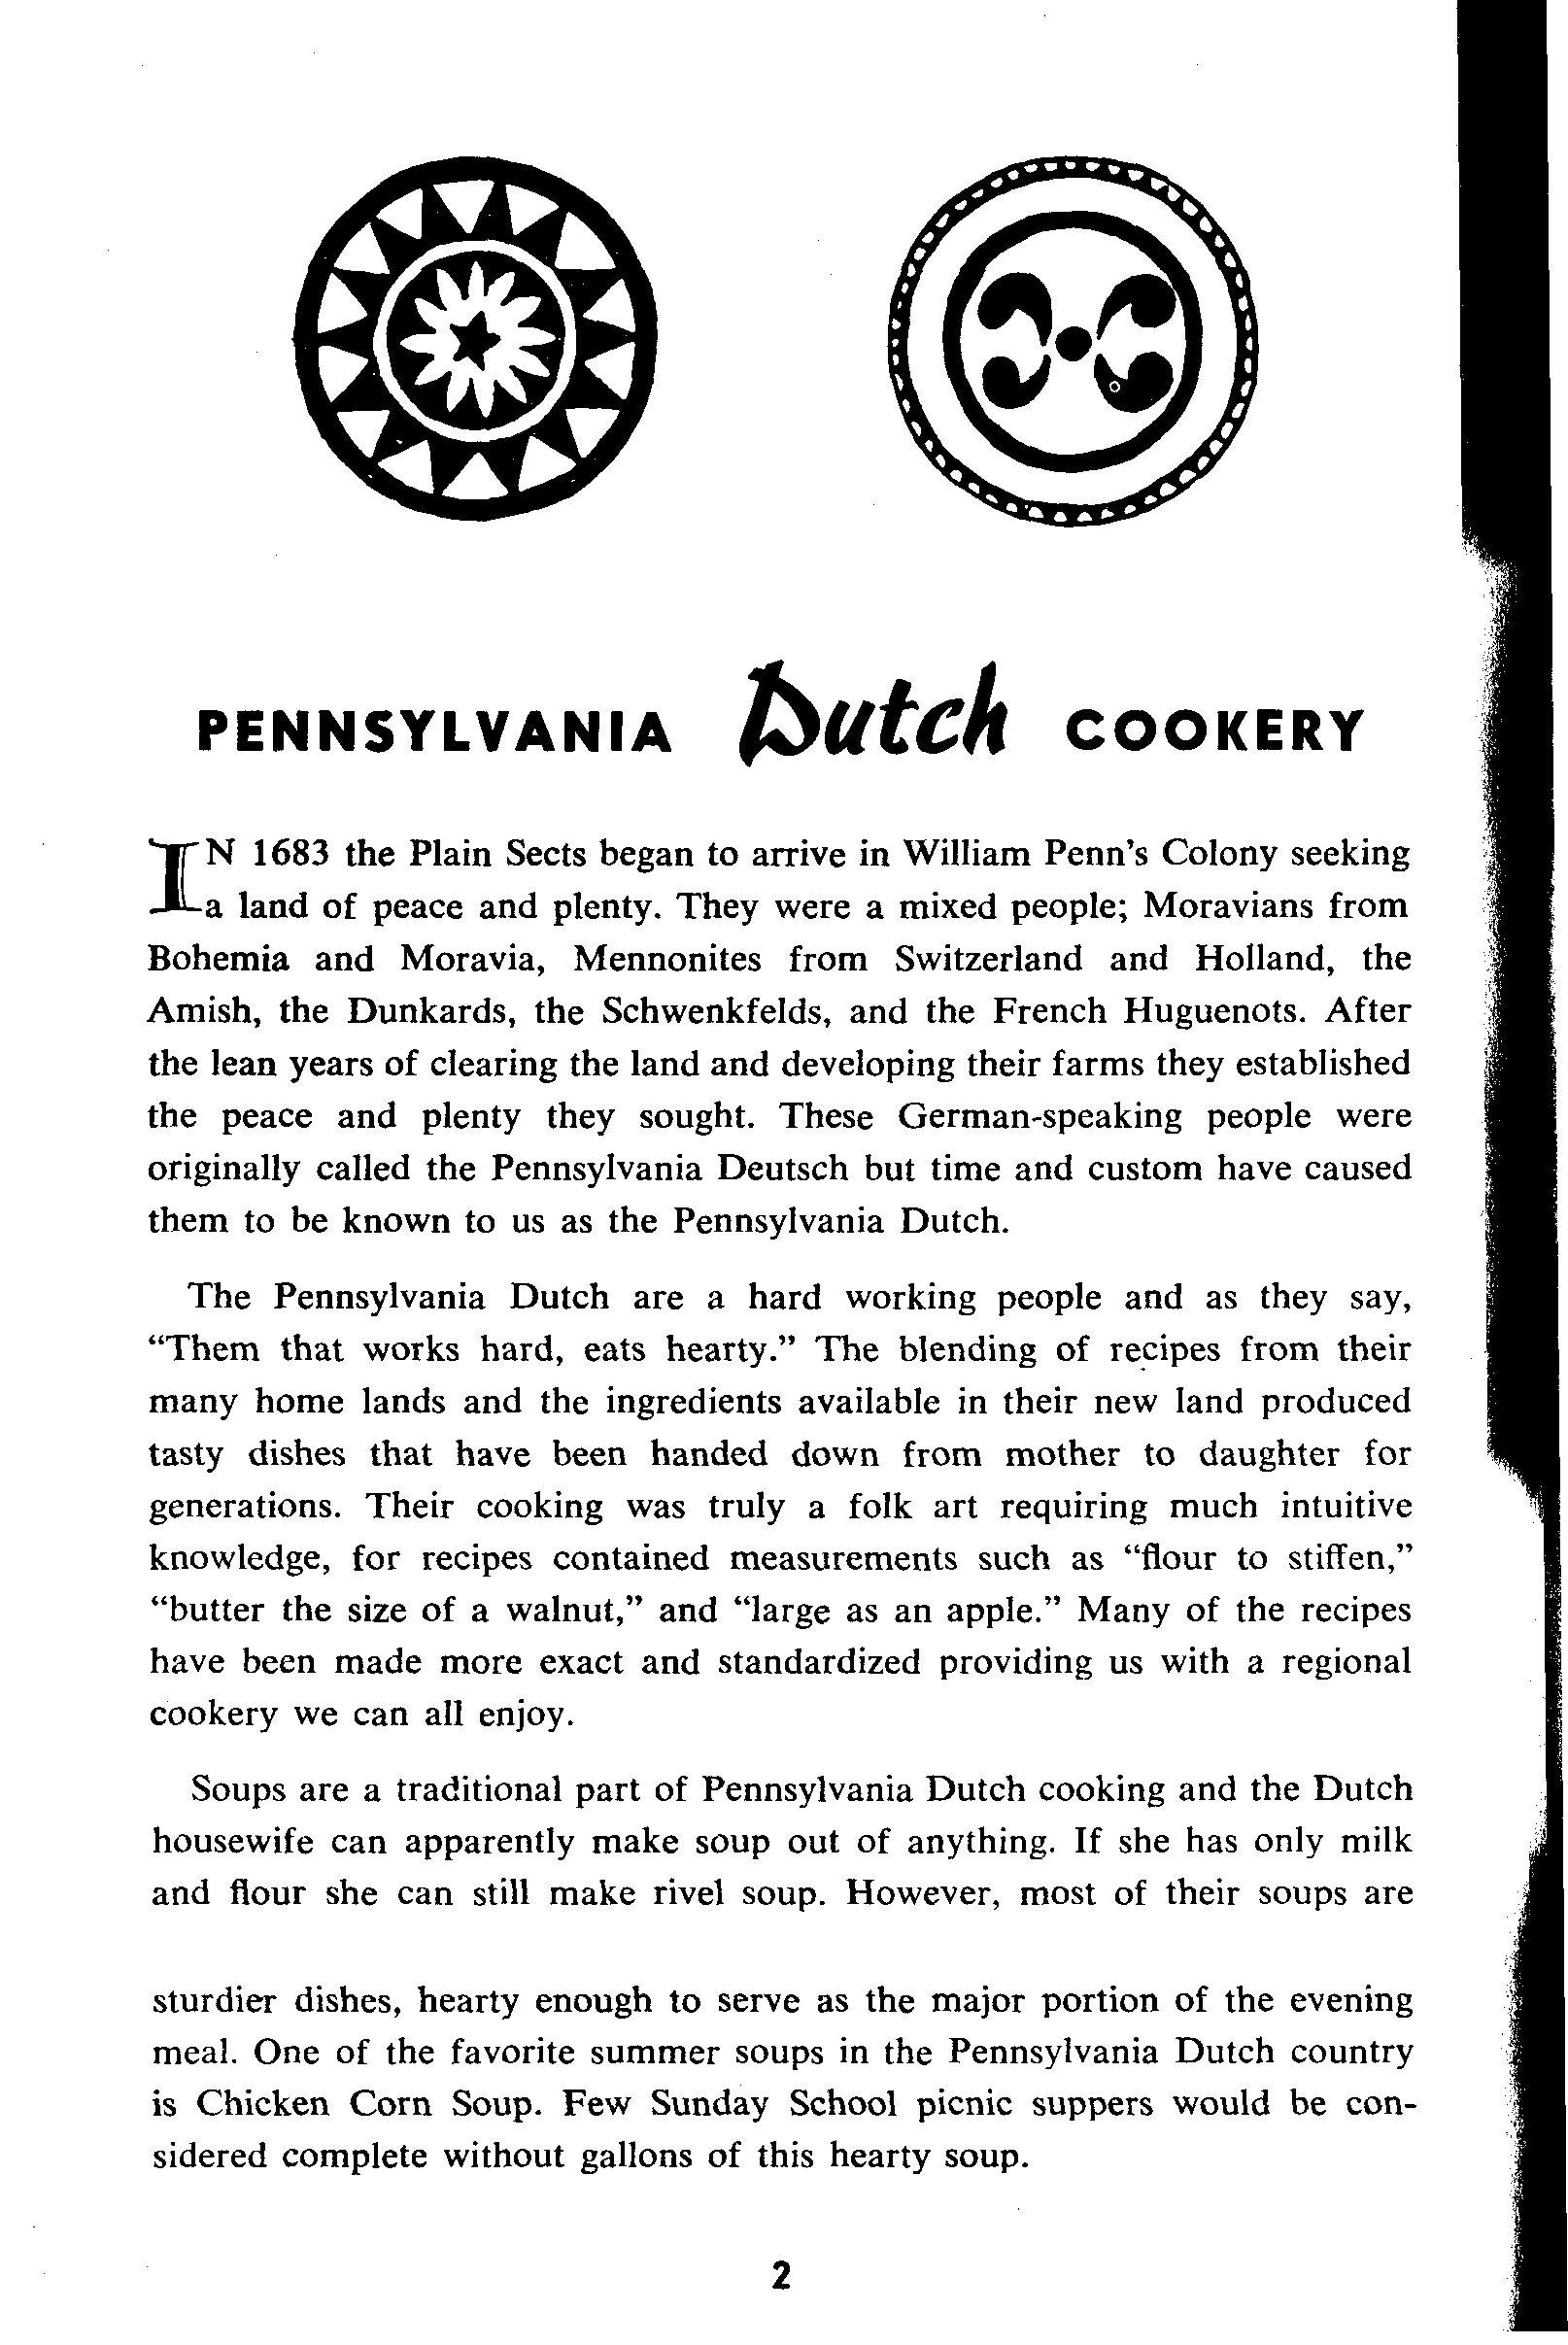 PENNSYLVANIA Dutch COOKERY
IN 1683 the Plain Sects began to arrive in William Penn's Colony seeking
a land of peace and plenty. They were a mixed people; Moravians from
Bohemia and Moravia, Mennonites from Switzerland and Holland, the
Amish, the Dunkards, the Schwenkfelds, and the French Huguenots. After
the lean years of clearing the land and developing their farms they established
the peace and plenty they sought. These German-speaking people were
originally called the Pennsylvania Deutsch but time and custom have caused
them to be known to us as the Pennsylvania Dutch.
The Pennsylvania Dutch are a hard working people and as they say,
“Them that works hard, eats hearty.” The blending of recipes from their
many home lands and the ingredients available in their new land produced
tasty dishes that have been handed down from mother to daughter for
generations. Their cooking was truly a folk art requiring much intuitive
knowledge, for recipes contained measurements such as “flour to stiffen,”
“butter the size of a walnut,” and “large as an apple.” Many of the recipes
have been made more exact and standardized providing us with a regional
cookery we can all enjoy.
Soups are a traditional part of Pennsylvania Dutch cooking and the Dutch
housewife can apparently make soup out of anything. If she has only milk
and flour she can still make rivel soup. However, most of their soups are
sturdier dishes, hearty enough to serve as the major portion of the evening
meal. One of the favorite summer soups in the Pennsylvania Dutch country
is Chicken Corn Soup. Few Sunday School picnic suppers would be con-
sidered complete without gallons of this hearty soup.
2